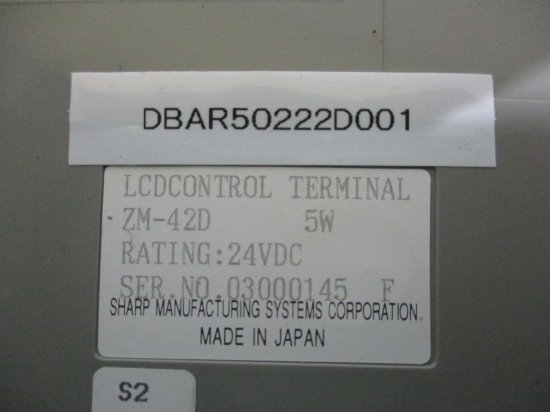 DBAR50222D001
LCDCONTROL TERMINAL
ZM-42D 5W
RATING:24VDC
SER.NO.03000145 F
SHARP MANUFACTURING SYSTEMS CORPORATION
MADE IN JAPAN
S2